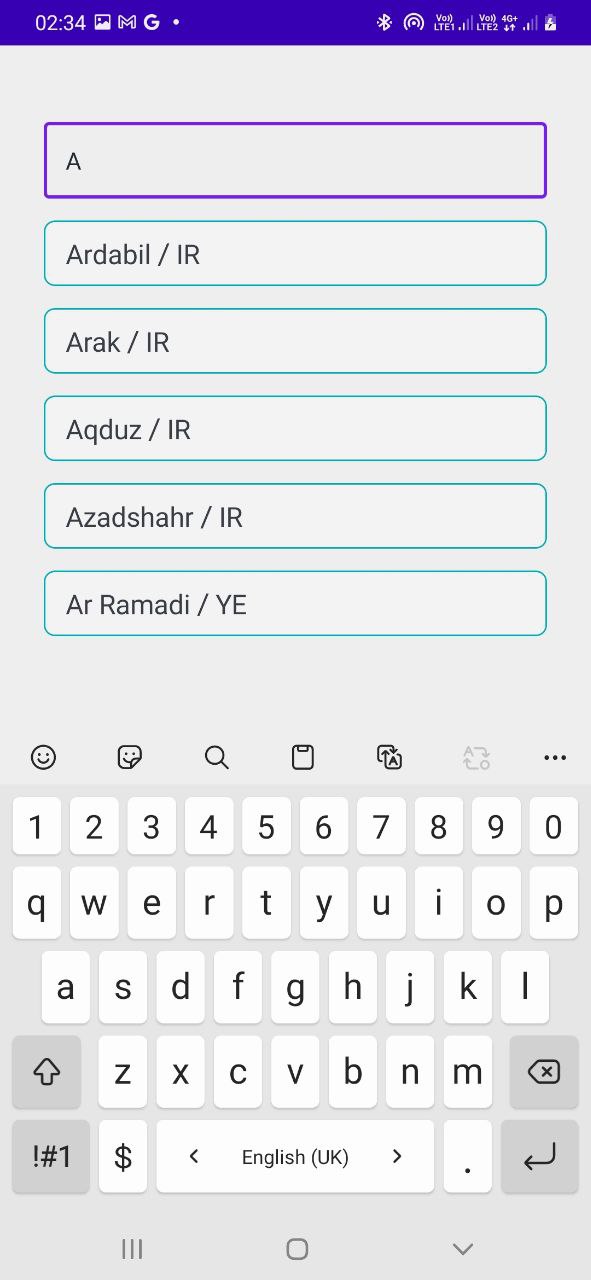 02:34
Vo)) LTE1 Vo)) LTE2 4G+
A
Ardabil / IR
Arak / IR
Aqduz / IR
Azadshahr / IR
Ar Ramadi / YE
1 2 3 4 5 6 7 8 9 0
q w e r t y u i o p
a s d f g h j k l
z x c v b n m
!#1 $ < English (UK) > .